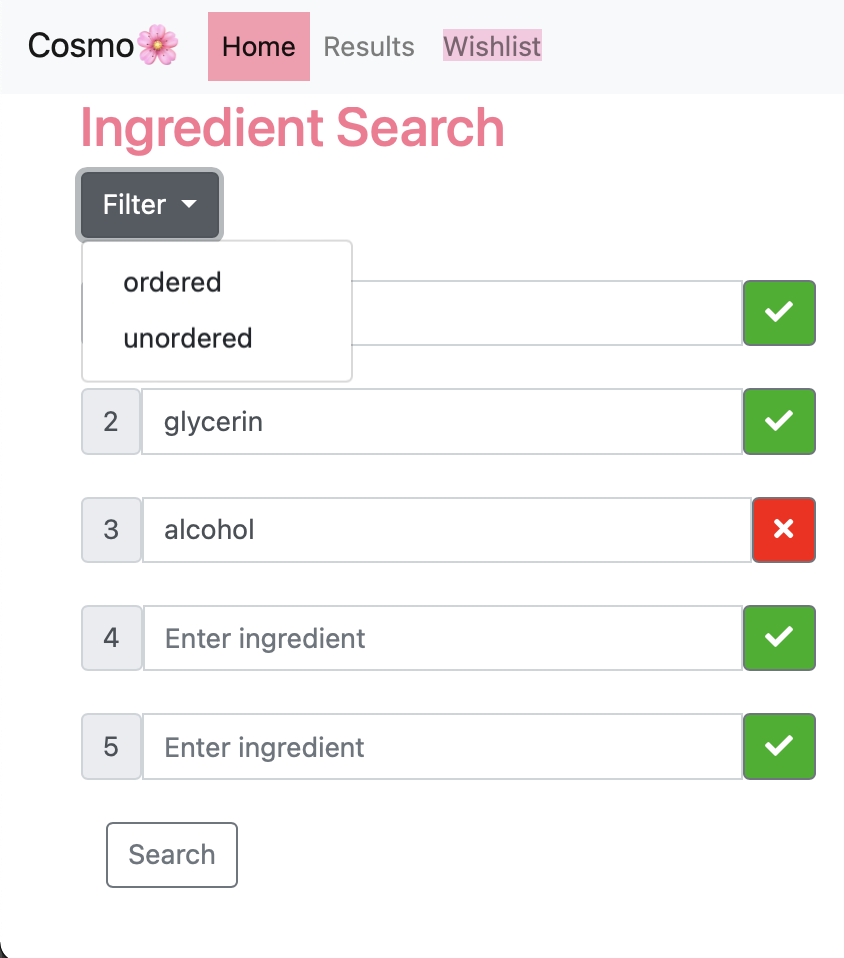 Cosmo🌸 Home Results Wishlist
Ingredient Search
Filter
ordered
unordered
2 glycerin
3 alcohol
4 Enter ingredient
5 Enter ingredient
Search